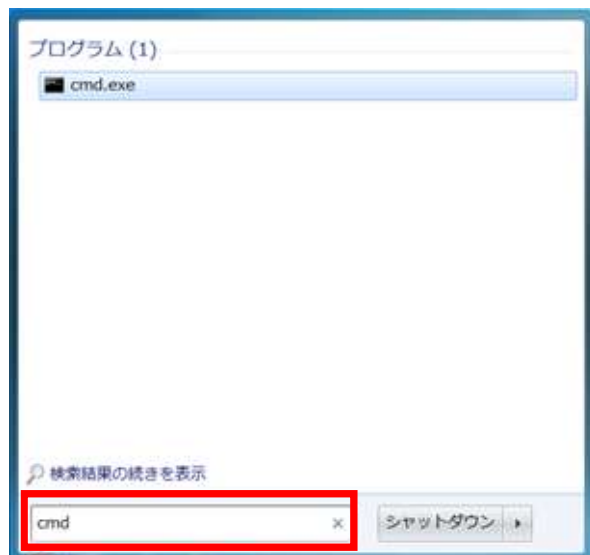 プログラム (1)
cmd.exe
検索結果の続きを表示
cmd
シャットダウン